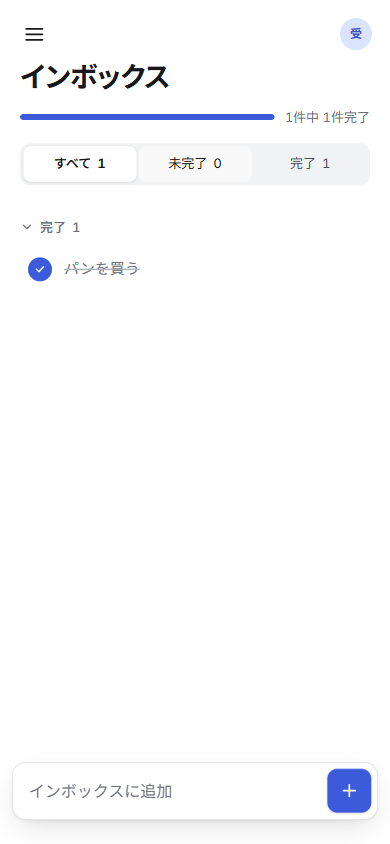 受
インボックス
1件中 1件完了
すべて 1
未完了 0
完了 1
完了 1
パンを買う
インボックスに追加